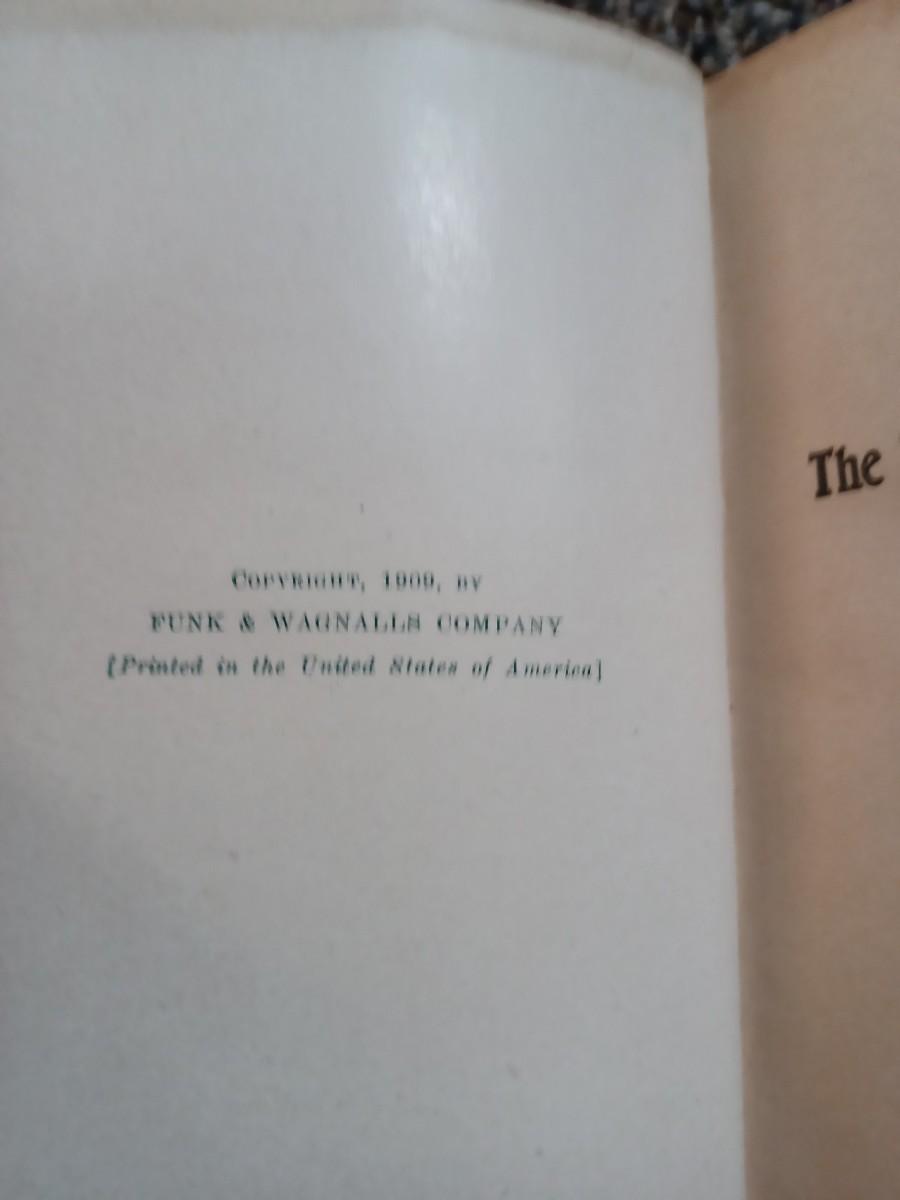 COPYRIGHT, 1909, BY
FUNK & WAGNALLS COMPANY
[Printed in the United States of America]
The